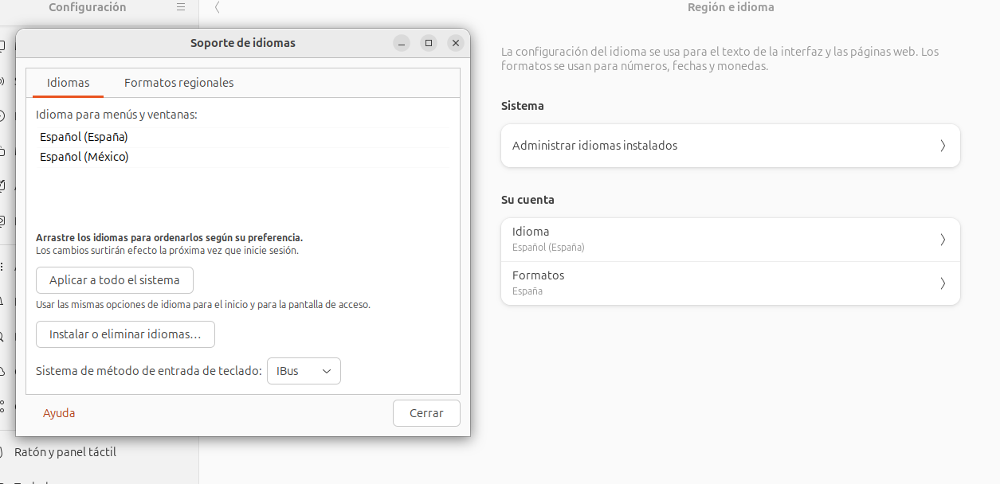 Configuración
Región e idioma
Soporte de idiomas
Idiomas
Formatos regionales
Idioma para menús y ventanas:
Español (España)
Español (México)
Arrastre los idiomas para ordenarlos según su preferencia.
Los cambios surtirán efecto la próxima vez que inicie sesión.
Aplicar a todo el sistema
Usar las mismas opciones de idioma para el inicio y para la pantalla de acceso.
Instalar o eliminar idiomas…
Sistema de método de entrada de teclado:
IBus
Ayuda
Cerrar
Ratón y panel táctil
La configuración del idioma se usa para el texto de la interfaz y las páginas web. Los
formatos se usan para números, fechas y monedas.
Sistema
Administrar idiomas instalados
Su cuenta
Idioma
Español (España)
Formatos
España